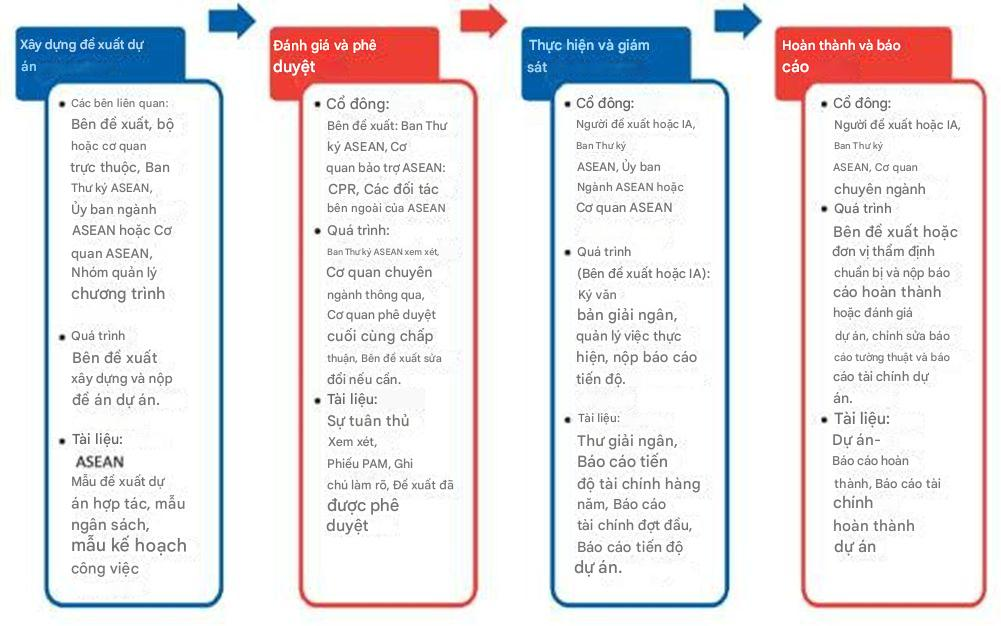 Xây dựng đề xuất dự
án
Các bên liên quan:
Bên đề xuất, bộ
hoặc cơ quan
trực thuộc, Ban
Thư ký ASEAN,
Ủy ban ngành
ASEAN hoặc Cơ
quan ASEAN,
Nhóm quản lý
chương trình
Quá trình
Bên đề xuất
xây dựng và nộp
đề án dự án.
Tài liệu:
ASEAN
Mẫu đề xuất dự
án hợp tác, mẫu
ngân sách,
mẫu kế hoạch
công việc
Đánh giá và phê
duyệt
Cổ đông:
Bên đề xuất: Ban Thư
ký ASEAN, Cơ
quan bảo trợ ASEAN:
CPR, Các đối tác
bên ngoài của ASEAN
Quá trình:
Ban Thư ký ASEAN xem xét,
Cơ quan chuyên
ngành thông qua,
Cơ quan phê duyệt
cuối cùng chấp
thuận, Bên đề xuất sửa
đổi nếu cần.
Tài liệu:
Sự tuân thủ
Xem xét,
Phiếu PAM, Ghi
chú làm rõ, Đề xuất đã
được phê
duyệt
Thực hiện và giám
sát
Cổ đông:
Người đề xuất hoặc IA,
Ban Thư ký
ASEAN, Ủy ban
Ngành ASEAN hoặc
Cơ quan ASEAN
Quá trình
(Bên đề xuất hoặc IA):
Ký văn
bản giải ngân,
quản lý việc thực
hiện, nộp báo cáo
tiến độ.
Tài liệu:
Thư giải ngân,
Báo cáo tiến
độ tài chính hàng
năm, Báo cáo
tài chính đợt đầu,
Báo cáo tiến độ
dự án.
Hoàn thành và báo
cáo
Cổ đông:
Người đề xuất hoặc IA,
Ban Thư ký
ASEAN, Cơ quan
chuyên ngành
Quá trình
Bên đề xuất hoặc
đơn vị thẩm định
chuẩn bị và nộp báo
cáo hoàn thành
hoặc đánh giá
dự án, chỉnh sửa báo
cáo tường thuật và báo
cáo tài chính dự
án.
Tài liệu:
Dự án-
Báo cáo hoàn
thành, Báo cáo tài
chính
hoàn thành
dự án